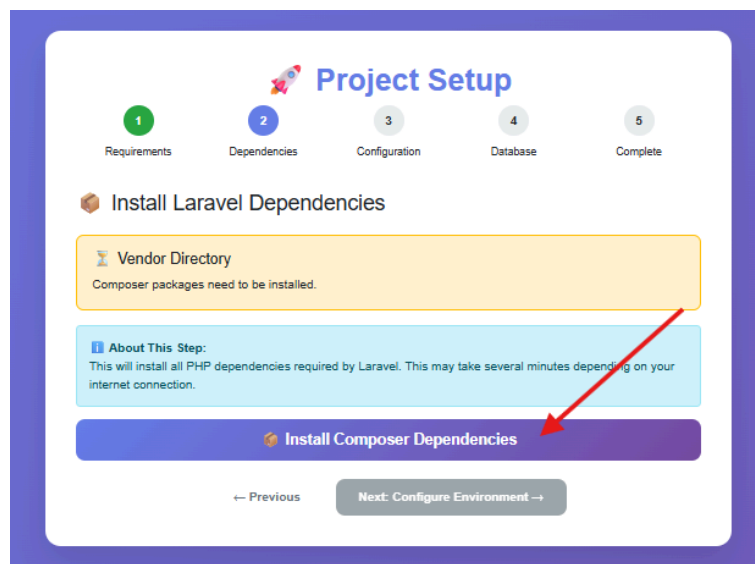 🚀 Project Setup
1
2
3
4
5
Requirements
Dependencies
Configuration
Database
Complete
📦 Install Laravel Dependencies
⏳ Vendor Directory
Composer packages need to be installed.
ℹ️ About This Step:
This will install all PHP dependencies required by Laravel. This may take several minutes depending on your
internet connection.
📦 Install Composer Dependencies
← Previous
Next: Configure Environment →